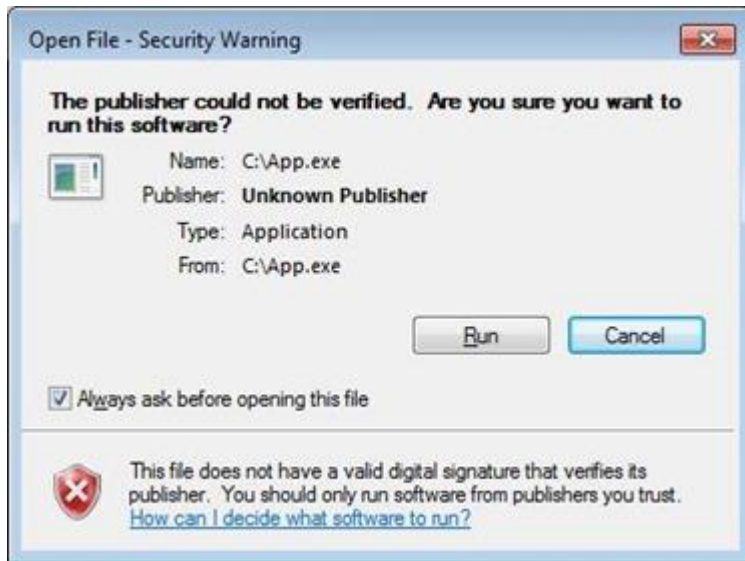 Open File - Security Warning
The publisher could not be verified. Are you sure you want to
run this software?
Name: C:\App.exe
Publisher: Unknown Publisher
Type: Application
From: C:\App.exe
Run Cancel
Always ask before opening this file
This file does not have a valid digital signature that verifies its
publisher. You should only run software from publishers you trust.
How can I decide what software to run?